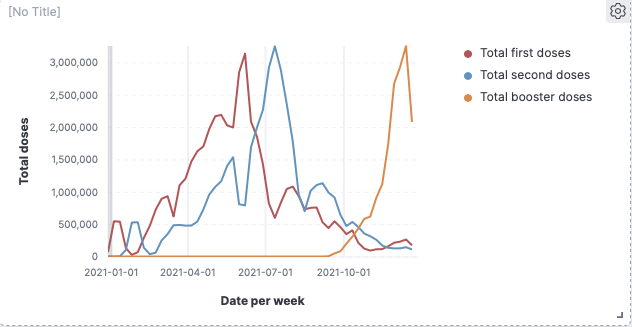 [No Title]
Total doses
3,000,000
2,500,000
2,000,000
1,500,000
1,000,000
500,000
0
2021-01-01
2021-04-01
2021-07-01
2021-10-01
Date per week
Total first doses
Total second doses
Total booster doses